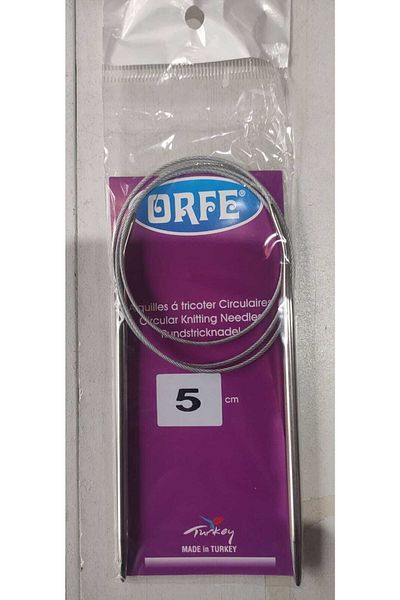 ORFE
®
Aiguilles á tricoter Circulaires
Circular Knitting Needles
Rundstricknadel
5
cm
Turkey
MADE in TURKEY